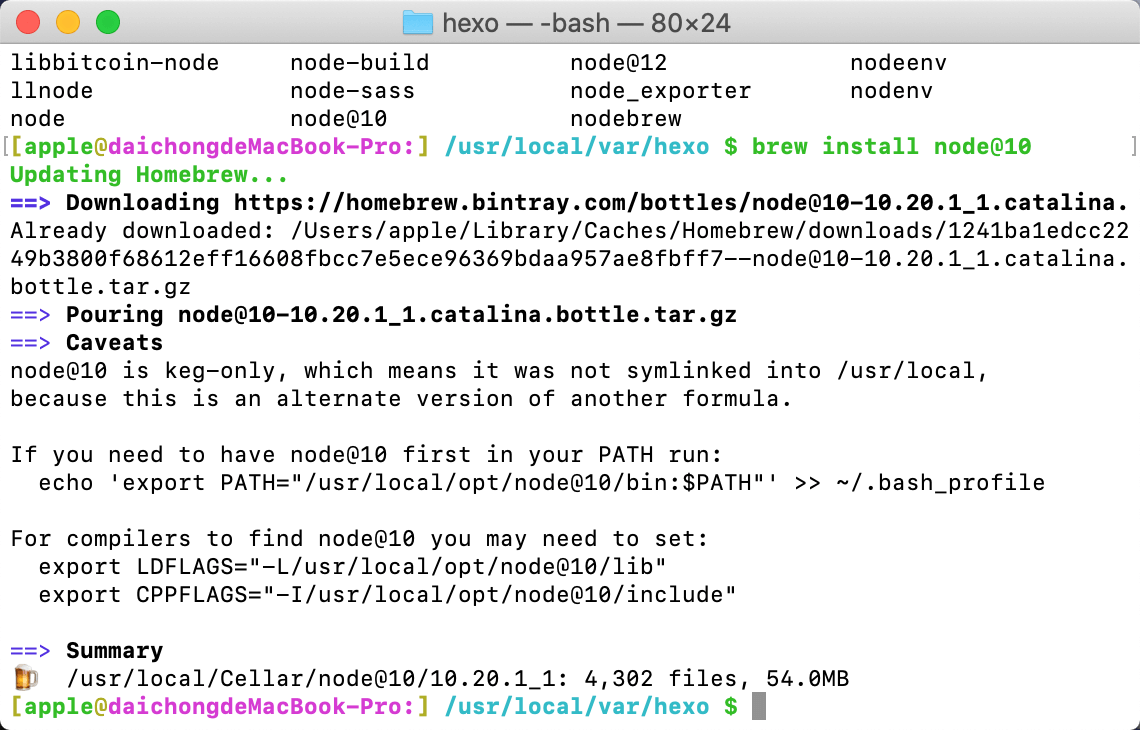 hexo — -bash — 80×24
libbitcoin-node     node-build          node@12             nodeenv
llnode              node-sass           node_exporter       nodenv
node                node@10             nodebrew
[[apple@daichongdeMacBook-Pro:] /usr/local/var/hexo $ brew install node@10       ]
Updating Homebrew...
==> Downloading https://homebrew.bintray.com/bottles/node@10-10.20.1_1.catalina.
Already downloaded: /Users/apple/Library/Caches/Homebrew/downloads/1241ba1edcc22
49b3800f68612eff16608fbcc7e5ece96369bdaa957ae8fbff7--node@10-10.20.1_1.catalina.
bottle.tar.gz
==> Pouring node@10-10.20.1_1.catalina.bottle.tar.gz
==> Caveats
node@10 is keg-only, which means it was not symlinked into /usr/local,
because this is an alternate version of another formula.

If you need to have node@10 first in your PATH run:
  echo 'export PATH="/usr/local/opt/node@10/bin:$PATH"' >> ~/.bash_profile

For compilers to find node@10 you may need to set:
  export LDFLAGS="-L/usr/local/opt/node@10/lib"
  export CPPFLAGS="-I/usr/local/opt/node@10/include"

==> Summary
🍺  /usr/local/Cellar/node@10/10.20.1_1: 4,302 files, 54.0MB
[apple@daichongdeMacBook-Pro:] /usr/local/var/hexo $